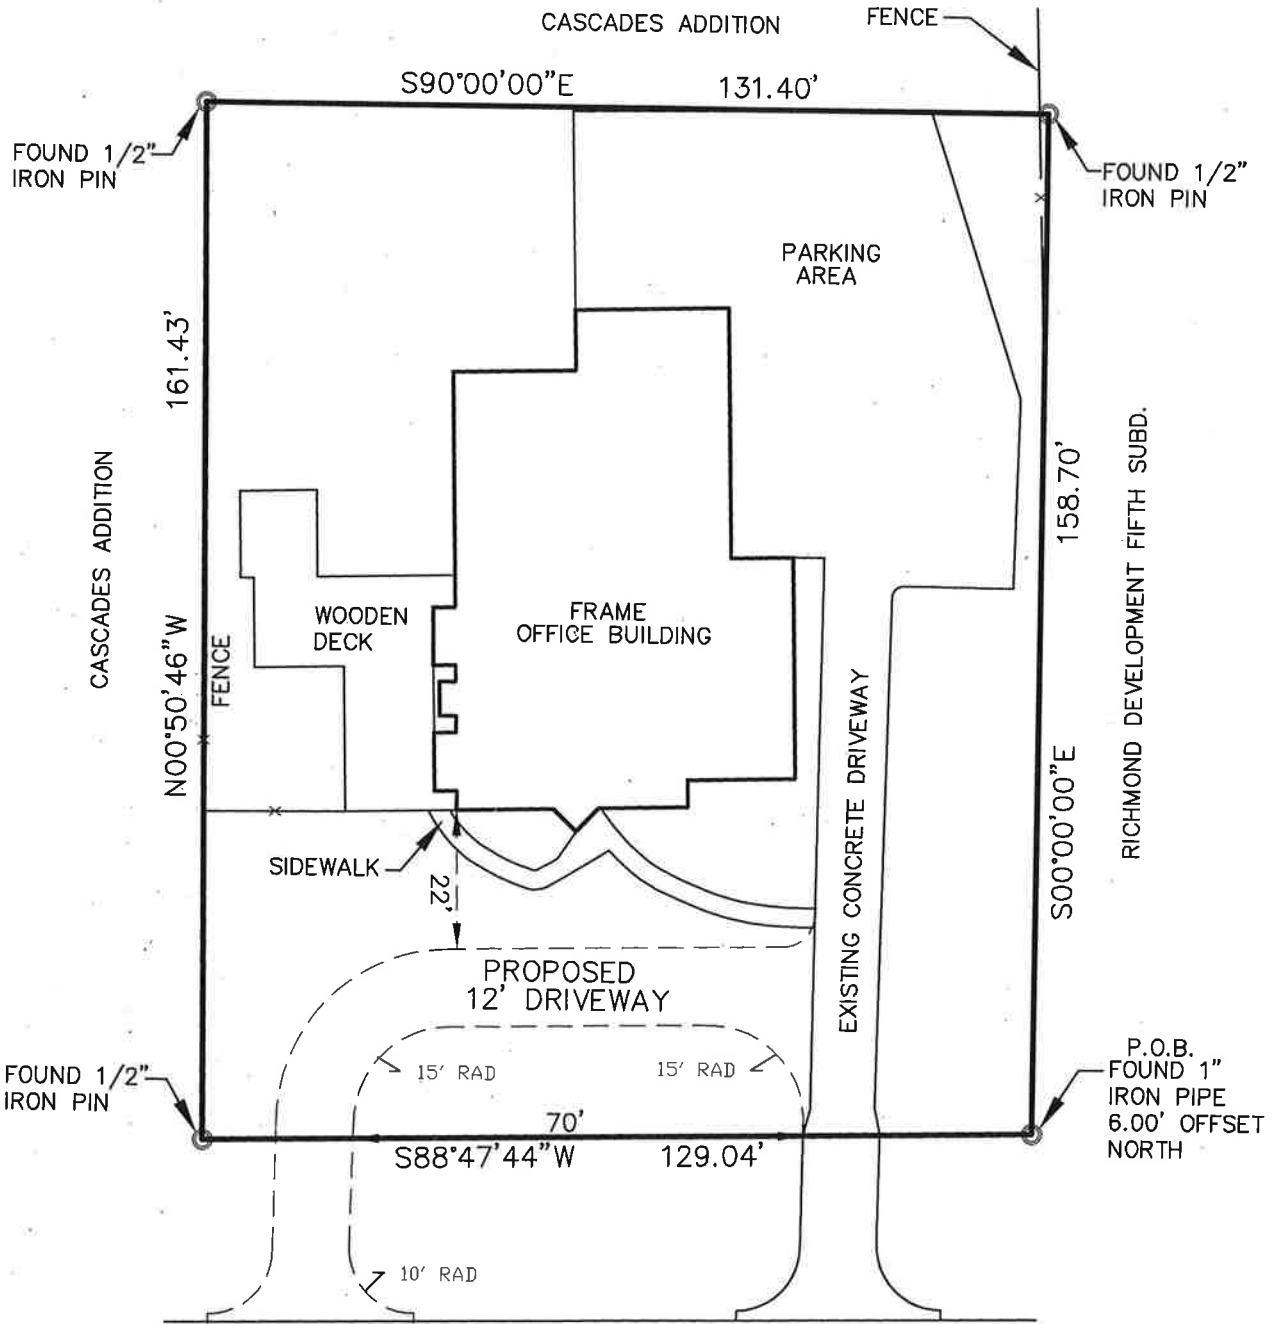 CASCADES ADDITION
FENCE
S90°00'00"E
131.40'
FOUND 1/2"
IRON PIN
FOUND 1/2"
IRON PIN
PARKING
AREA
161.43'
CASCADES ADDITION
N00°50'46"W
FENCE
WOODEN
DECK
FRAME
OFFICE BUILDING
158.70'
RICHMOND DEVELOPMENT FIFTH SUBD.
S00°00'00"E
EXISTING CONCRETE DRIVEWAY
SIDEWALK
22'
PROPOSED
12' DRIVEWAY
15' RAD
15' RAD
FOUND 1/2"
IRON PIN
P.O.B.
FOUND 1"
IRON PIPE
6.00' OFFSET
NORTH
70'
S88°47'44"W
129.04'
10' RAD